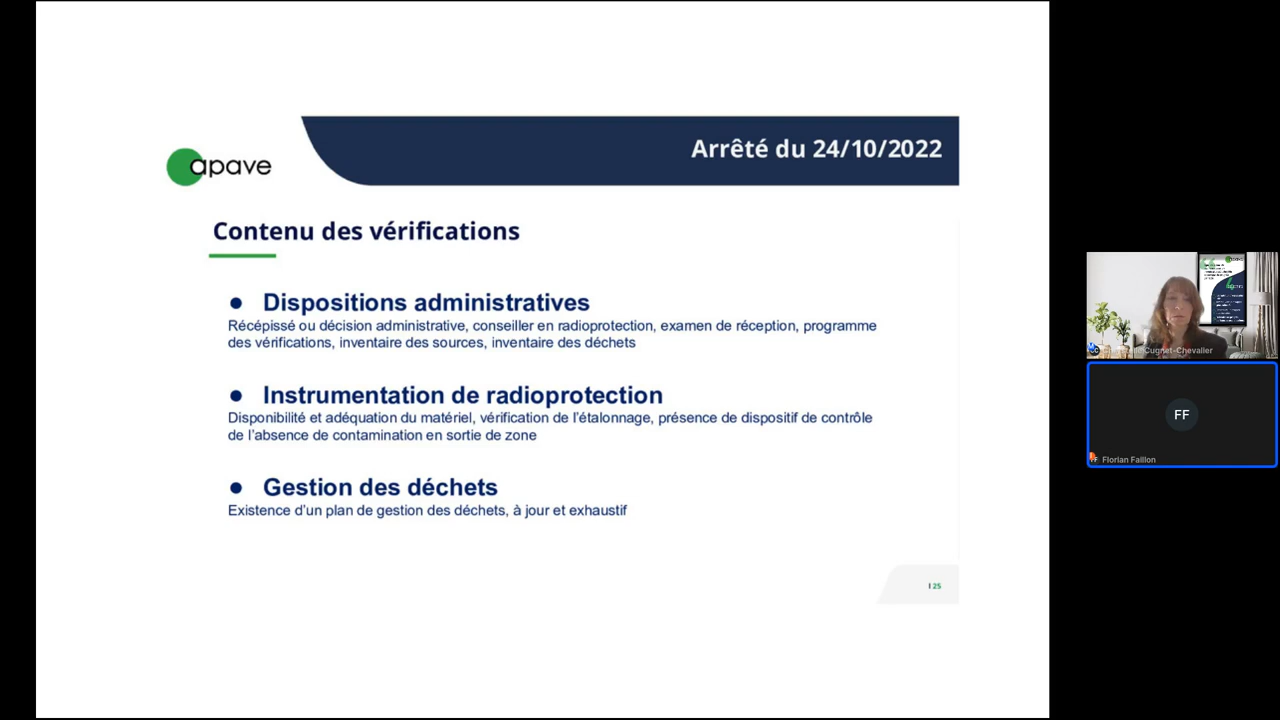 apave
Arrêté du 24/10/2022
Contenu des vérifications
● Dispositions administratives
Récépissé ou décision administrative, conseiller en radioprotection, examen de réception, programme
des vérifications, inventaire des sources, inventaire des déchets
● Instrumentation de radioprotection
Disponibilité et adéquation du matériel, vérification de l'étalonnage, présence de dispositif de contrôle
de l'absence de contamination en sortie de zone
● Gestion des déchets
Existence d'un plan de gestion des déchets, à jour et exhaustif
I 25
apave
Cugnet-Chevalier
FF
Florian Faillon